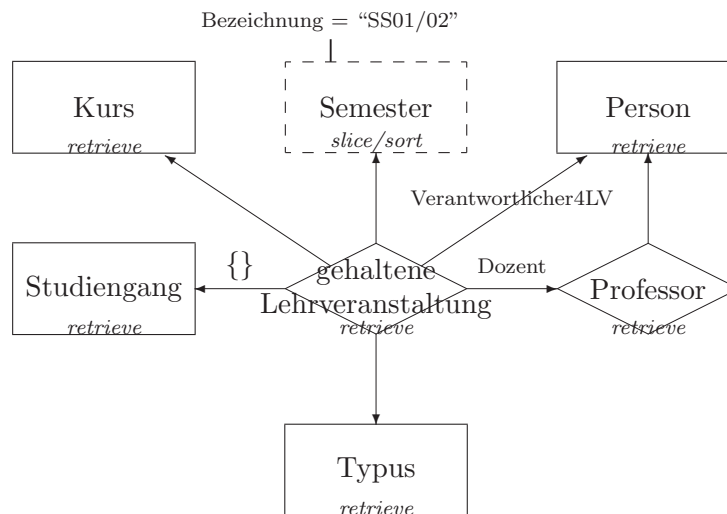 Bezeichnung = “SS01/02”
Kurs
retrieve
Semester
slice/sort
Person
retrieve
Verantwortlicher4LV
Studiengang
retrieve
{}
gehaltene
Lehrveranstaltung
retrieve
Dozent
Professor
retrieve
Typus
retrieve